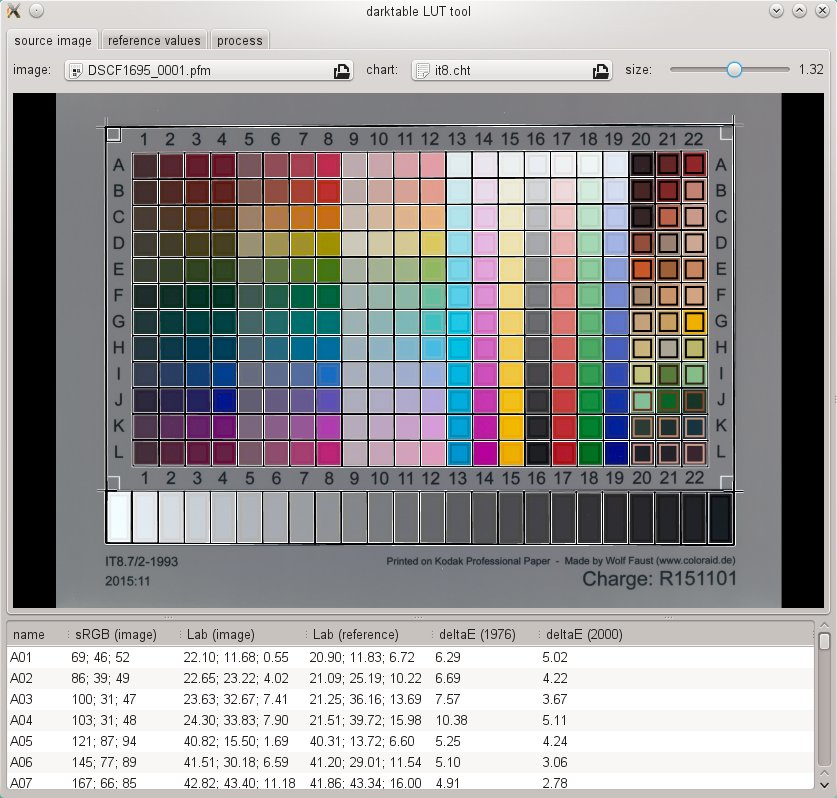 darktable LUT tool
source image reference values process
image: DSCF1695_0001.pfm chart: it8.cht size: 1.32
1 2 3 4 5 6 7 8 9 10 11 12 13 14 15 16 17 18 19 20 21 22
A A
B B
C C
D D
E E
F F
G G
H H
I I
J J
K K
L L
1 2 3 4 5 6 7 8 9 10 11 12 13 14 15 16 17 18 19 20 21 22
IT8.7/2-1993 Printed on Kodak Professional Paper - Made by Wolf Faust (www.coloraid.de)
2015:11 Charge: R151101
name sRGB (image) Lab (image) Lab (reference) deltaE (1976) deltaE (2000)
A01 69; 46; 52 22.10; 11.68; 0.55 20.90; 11.83; 6.72 6.29 5.02
A02 86; 39; 49 22.65; 23.22; 4.02 21.09; 25.19; 10.22 6.69 4.22
A03 100; 31; 47 23.63; 32.67; 7.41 21.25; 36.16; 13.69 7.57 3.67
A04 103; 31; 48 24.30; 33.83; 7.90 21.51; 39.72; 15.98 10.38 5.11
A05 121; 87; 94 40.82; 15.50; 1.69 40.31; 13.72; 6.60 5.25 4.24
A06 145; 77; 89 41.51; 30.18; 6.59 41.20; 29.01; 11.54 5.10 3.06
A07 167; 66; 85 42.82; 43.40; 11.18 41.86; 43.34; 16.00 4.91 2.78